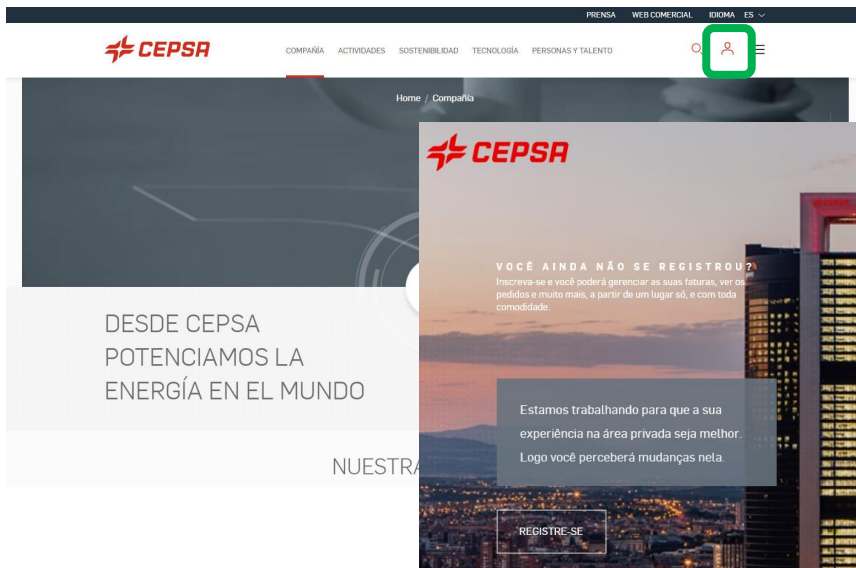 PRENSA WEB COMERCIAL IDIOMA ES
CEPSA
COMPAÑÍA ACTIVIDADES SOSTENIBILIDAD TECNOLOGÍA PERSONAS Y TALENTO
Home / Compañía
DESDE CEPSA
POTENCIAMOS LA
ENERGÍA EN EL MUNDO
NUESTRA
CEPSA
VOCÊ AINDA NÃO SE REGISTROU?
Inscreva-se e você poderá gerenciar as suas faturas, ver os
pedidos e muito mais, a partir de um lugar só, e com toda
comodidade.
Estamos trabalhando para que a sua
experiência na área privada seja melhor.
Logo você perceberá mudanças nela.
REGISTRE-SE